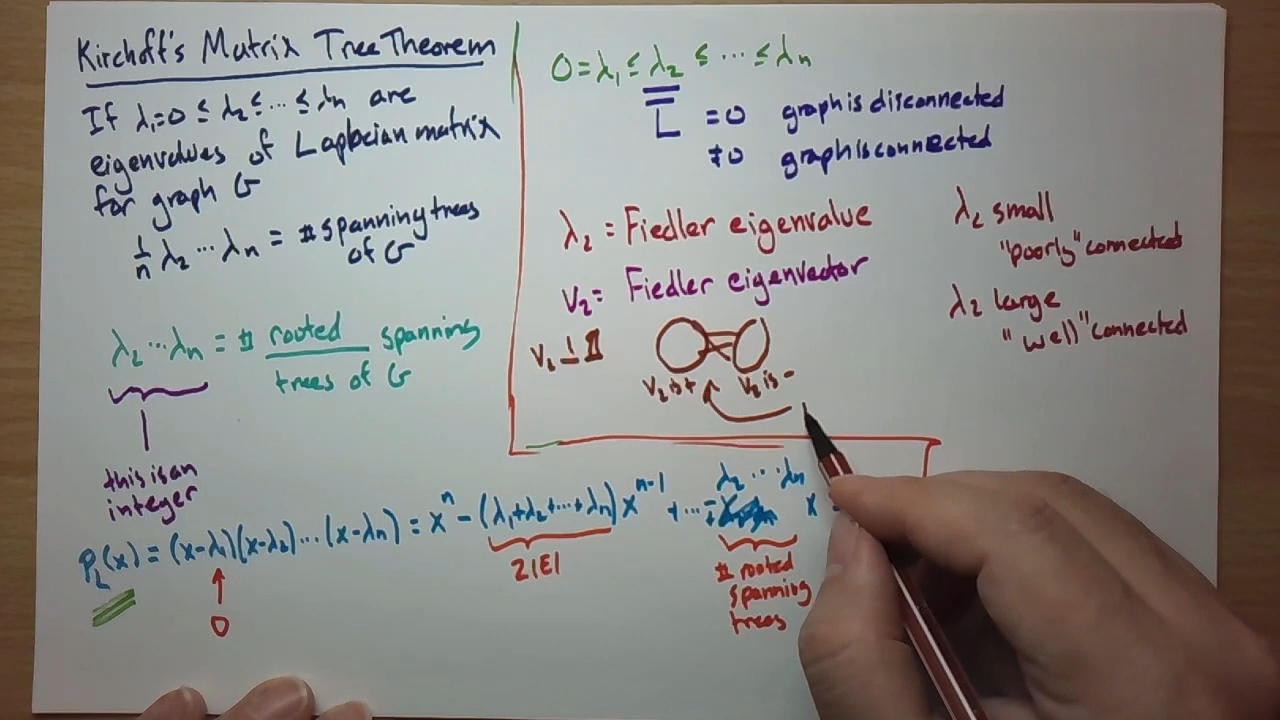 Kirchoff's Matrix Tree Theorem
If λ₁=0 ≤ λ₂ ≤ ⋯ ≤ λn are
eigenvalues of Laplacian matrix
for graph G
1/n λ₂ ⋯ λn = # spanning trees
of G
λ₂ ⋯ λn = # rooted spanning
trees of G
this is an
integer
0 = λ₁ ≤ λ₂ ≤ ⋯ ≤ λn
= 0 graph is disconnected
≠ 0 graph is connected
λ₂ = Fiedler eigenvalue
v₂ = Fiedler eigenvector
λ₂ small
"poorly" connected
λ₂ large
"well" connected
v₂ ⊥ 𝟙
v₂ is + v₂ is -
λ₂ ⋯ λn
p_L(x) = (x-λ₁)(x-λ₂)⋯(x-λn) = xⁿ - (λ₁+λ₂+⋯+λn)xⁿ⁻¹ + ⋯ x
0
2|E|
# rooted
spanning
trees